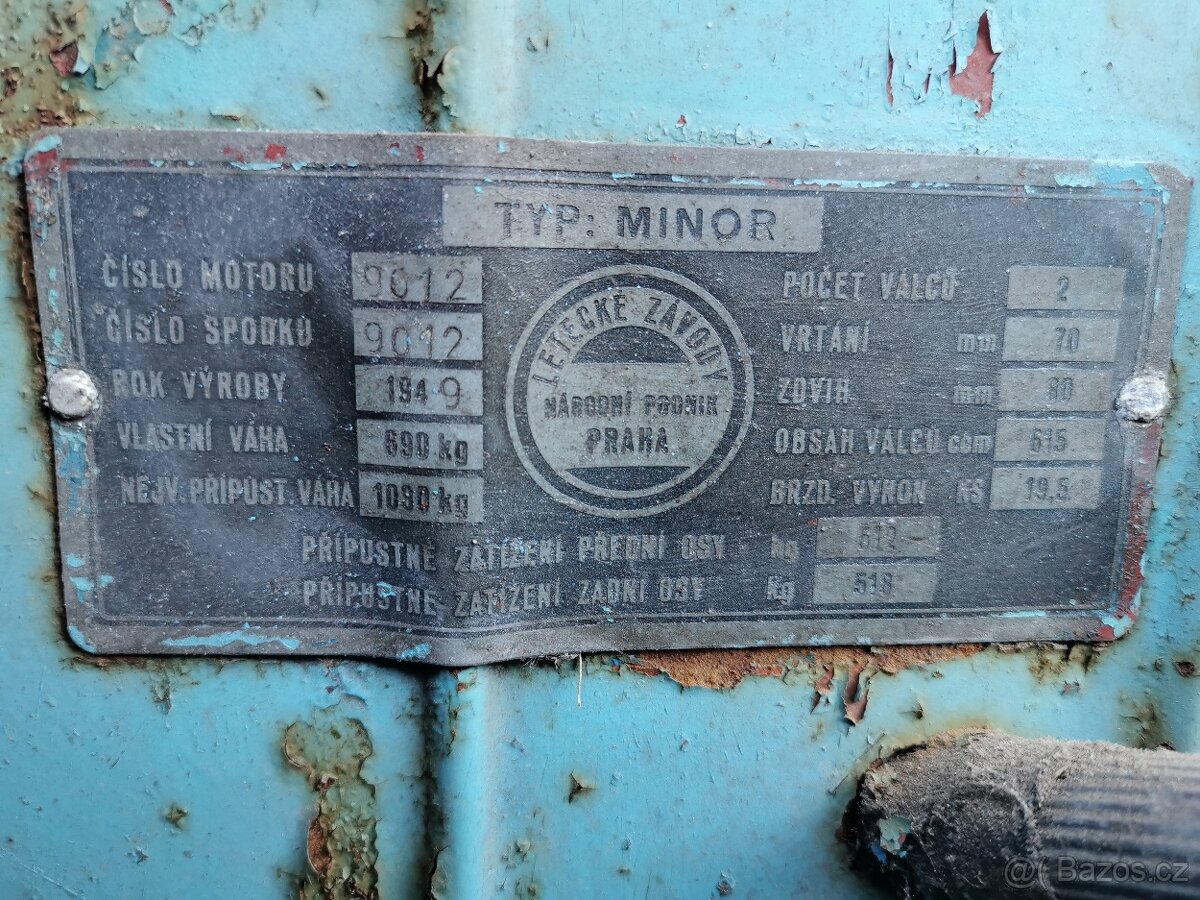 TYP: MINOR
ČÍSLO MOTORU 9012
ČÍSLO SPODKU 9012
ROK VÝROBY 1949
VLASTNÍ VÁHA 690 kg
NEJV. PŘÍPUST. VÁHA 1030 kg
LETECKÉ ZÁVODY
NÁRODNÍ PODNIK
PRAHA
POČET VÁLCŮ 2
VRTÁNÍ mm 70
ZDVIH mm 80
OBSAH VÁLCŮ ccm 615
BRZD. VÝKON KS 19,5
PŘÍPUSTNÉ ZATÍŽENÍ PŘEDNÍ OSY kg 512
PŘÍPUSTNÉ ZATÍŽENÍ ZADNÍ OSY Kg 518
Bazos.cz